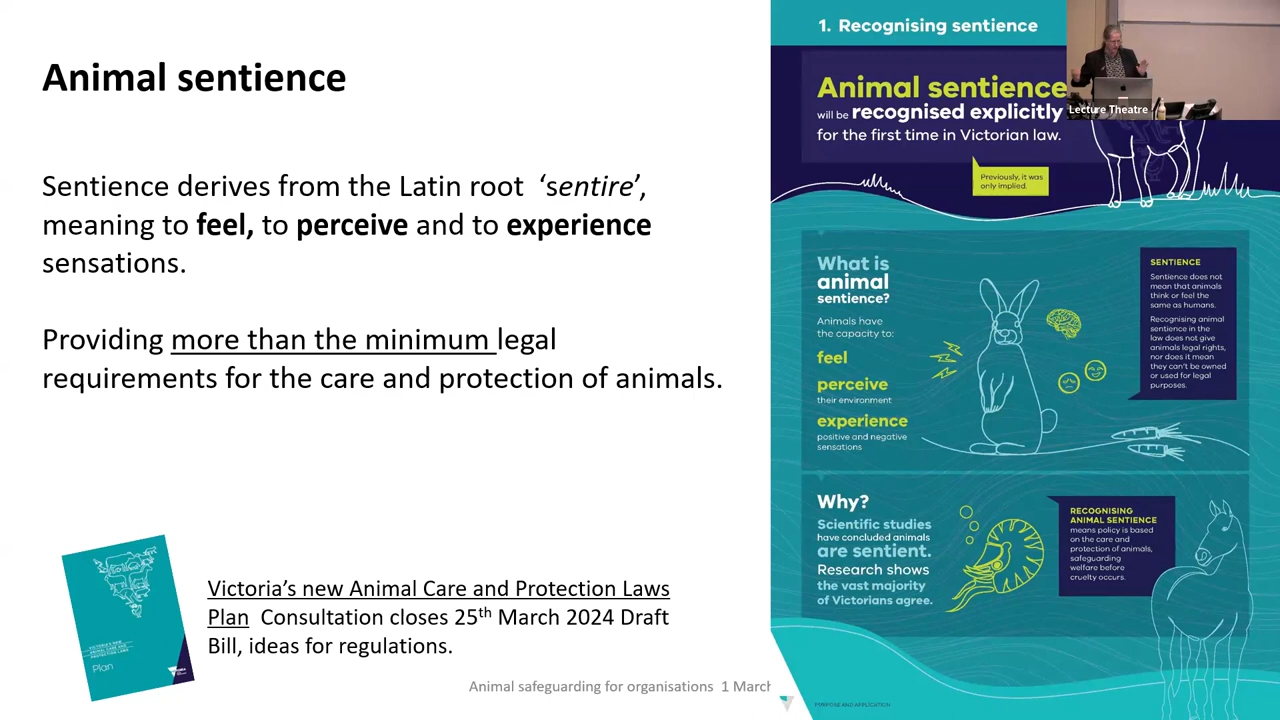 Animal sentience
Sentience derives from the Latin root ‘sentire’,
meaning to feel, to perceive and to experience
sensations.
Providing more than the minimum legal
requirements for the care and protection of animals.
Plan
Victoria’s new Animal Care and Protection Laws
Plan Consultation closes 25th March 2024 Draft
Bill, ideas for regulations.
Animal safeguarding for organisations 1 March
1. Recognising sentience
Animal sentience
will be recognised explicitly
for the first time in Victorian law.
Previously, it was
only implied.
Lecture Theatre
What is
animal
sentience?
Animals have
the capacity to:
feel
perceive
their environment
experience
positive and negative
sensations
SENTIENCE
Sentience does not
mean that animals
think or feel the
same as humans.
Recognising animal
sentience in the
law does not give
animals legal rights,
nor does it mean
they can't be owned
or used for legal
purposes.
Why?
Scientific studies
have concluded animals
are sentient.
Research shows
the vast majority
of Victorians agree.
RECOGNISING
ANIMAL SENTIENCE
means policy is based
on the care and
protection of animals,
safeguarding
welfare before
cruelty occurs.
PURPOSE AND APPLICATION